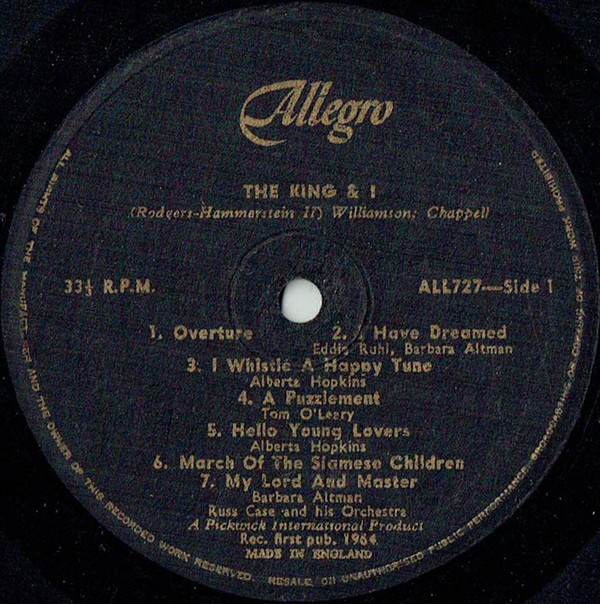 Allegro
THE KING & I
(Rodgers-Hammerstein II) Williamson; Chappell
33⅓ R.P.M.
ALL727—Side 1
1. Overture 2. I Have Dreamed
Eddie Ruhl, Barbara Altman
3. I Whistle A Happy Tune
Alberta Hopkins
4. A Puzzlement
Tom O'Leary
5. Hello Young Lovers
Alberta Hopkins
6. March Of The Siamese Children
7. My Lord And Master
Barbara Altman
Russ Case and his Orchestra
A Pickwick International Product
Rec. first pub. 1964
MADE IN ENGLAND
ALL RIGHTS OF THE MANUFACTURER AND THE OWNER OF THIS RECORDED WORK RESERVED. RESALE OR UNAUTHORISED PUBLIC PERFORMANCE, BROADCASTING OR COPYING OF THIS WORK PROHIBITED